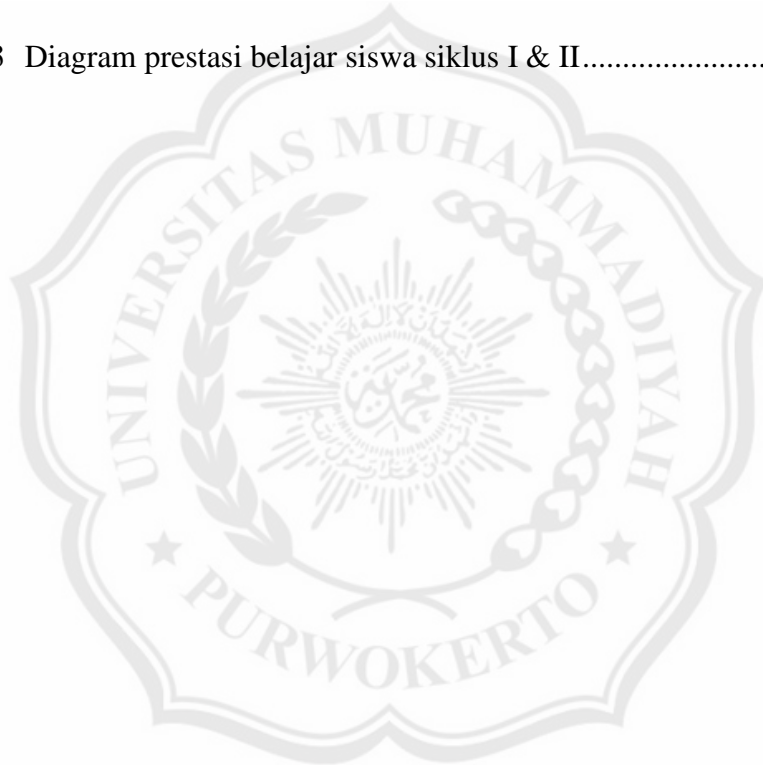 3 Diagram prestasi belajar siswa siklus I & II.......................
UNIVERSITAS MUHAMMADIYAH
PURWOKERTO